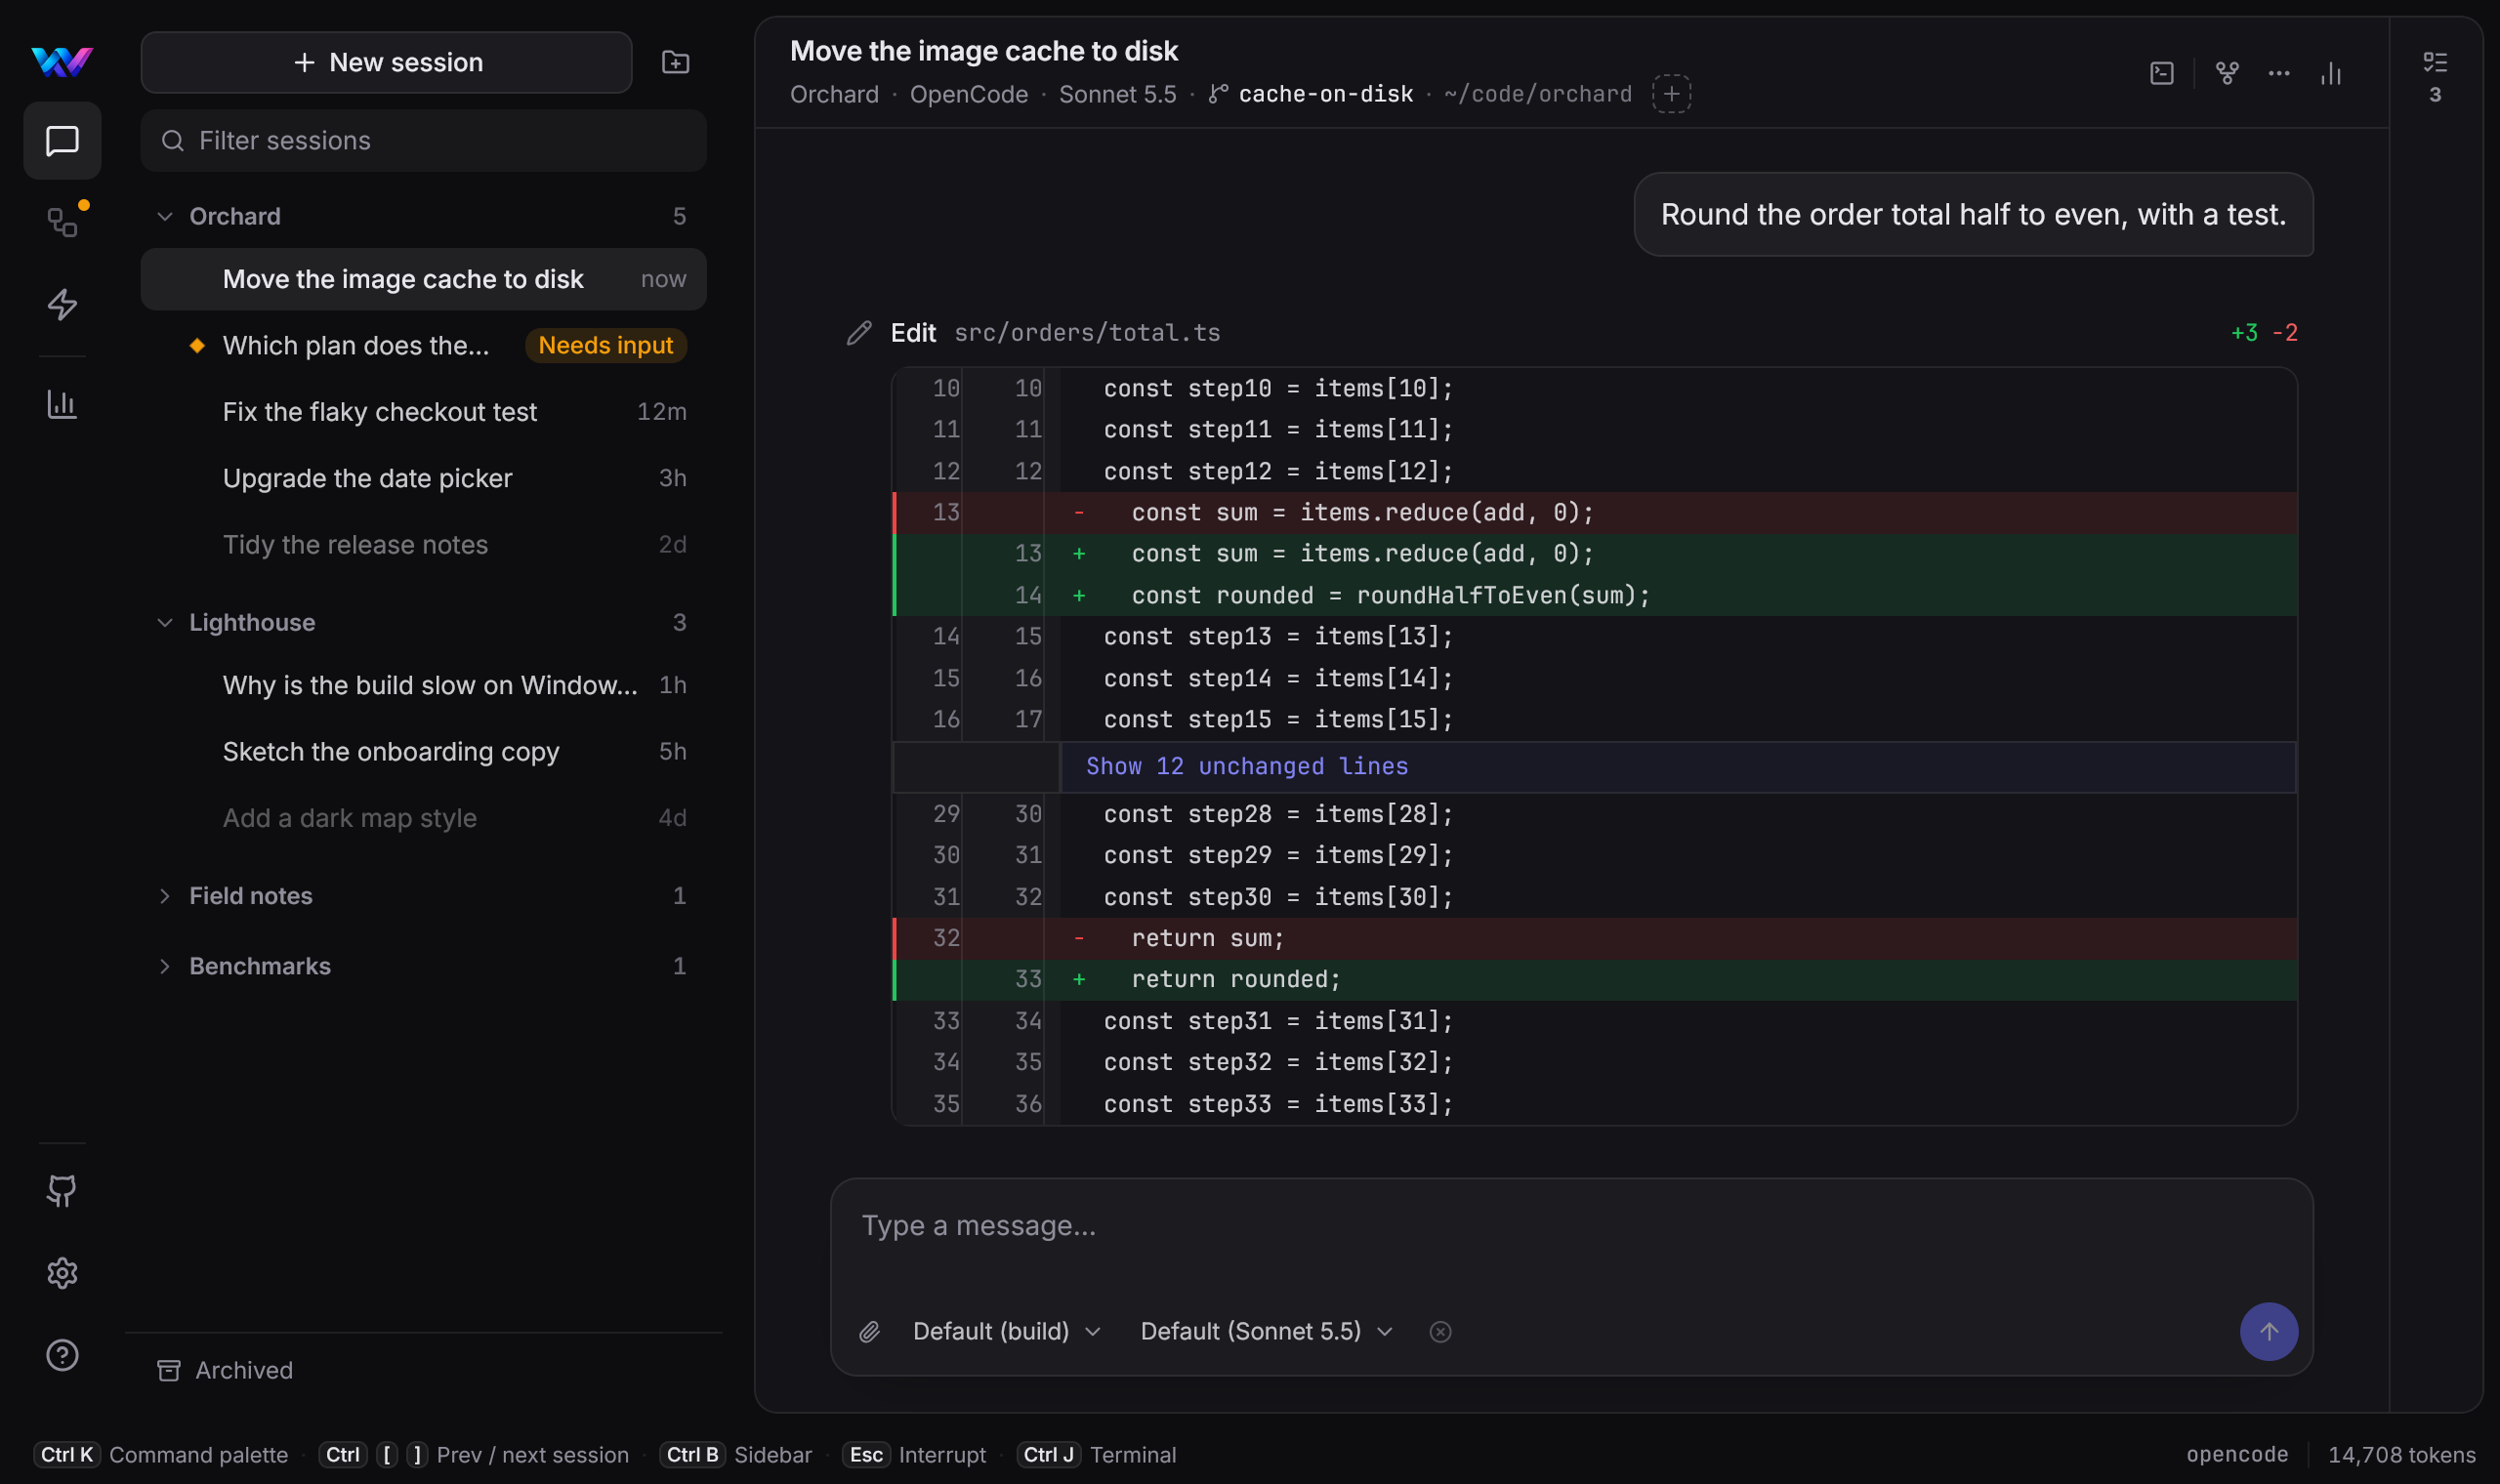 New session
Filter sessions
Orchard 5
Move the image cache to disk now
Which plan does the... Needs input
Fix the flaky checkout test 12m
Upgrade the date picker 3h
Tidy the release notes 2d
Lighthouse 3
Why is the build slow on Window... 1h
Sketch the onboarding copy 5h
Add a dark map style 4d
Field notes 1
Benchmarks 1
Archived
Move the image cache to disk
Orchard · OpenCode · Sonnet 5.5 · cache-on-disk · ~/code/orchard
3
Round the order total half to even, with a test.
Edit src/orders/total.ts +3 -2
10 10 const step10 = items[10];
11 11 const step11 = items[11];
12 12 const step12 = items[12];
13 - const sum = items.reduce(add, 0);
13 + const sum = items.reduce(add, 0);
14 + const rounded = roundHalfToEven(sum);
14 15 const step13 = items[13];
15 16 const step14 = items[14];
16 17 const step15 = items[15];
Show 12 unchanged lines
29 30 const step28 = items[28];
30 31 const step29 = items[29];
31 32 const step30 = items[30];
32 - return sum;
33 + return rounded;
33 34 const step31 = items[31];
34 35 const step32 = items[32];
35 36 const step33 = items[33];
Type a message...
Default (build) Default (Sonnet 5.5)
Ctrl K Command palette · Ctrl [ ] Prev / next session · Ctrl B Sidebar · Esc Interrupt · Ctrl J Terminal
opencode 14,708 tokens